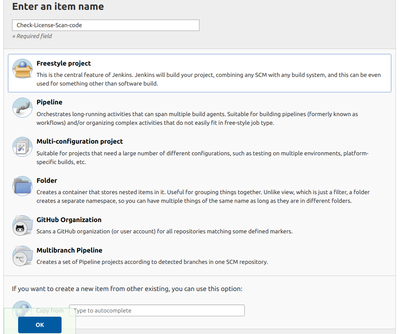 Enter an item name
Check-License-Scan-code
» Required field
Freestyle project
This is the central feature of Jenkins. Jenkins will build your project, combining any SCM with any build system, and this can be even
used for something other than software build.
Pipeline
Orchestrates long-running activities that can span multiple build agents. Suitable for building pipelines (formerly known as
workflows) and/or organizing complex activities that do not easily fit in free-style job type.
Multi-configuration project
Suitable for projects that need a large number of different configurations, such as testing on multiple environments, platform-
specific builds, etc.
Folder
Creates a container that stores nested items in it. Useful for grouping things together. Unlike view, which is just a filter, a folder
creates a separate namespace, so you can have multiple things of the same name as long as they are in different folders.
GitHub Organization
Scans a GitHub organization (or user account) for all repositories matching some defined markers.
Multibranch Pipeline
Creates a set of Pipeline projects according to detected branches in one SCM repository.
If you want to create a new item from other existing, you can use this option:
Copy from
Type to autocomplete
OK